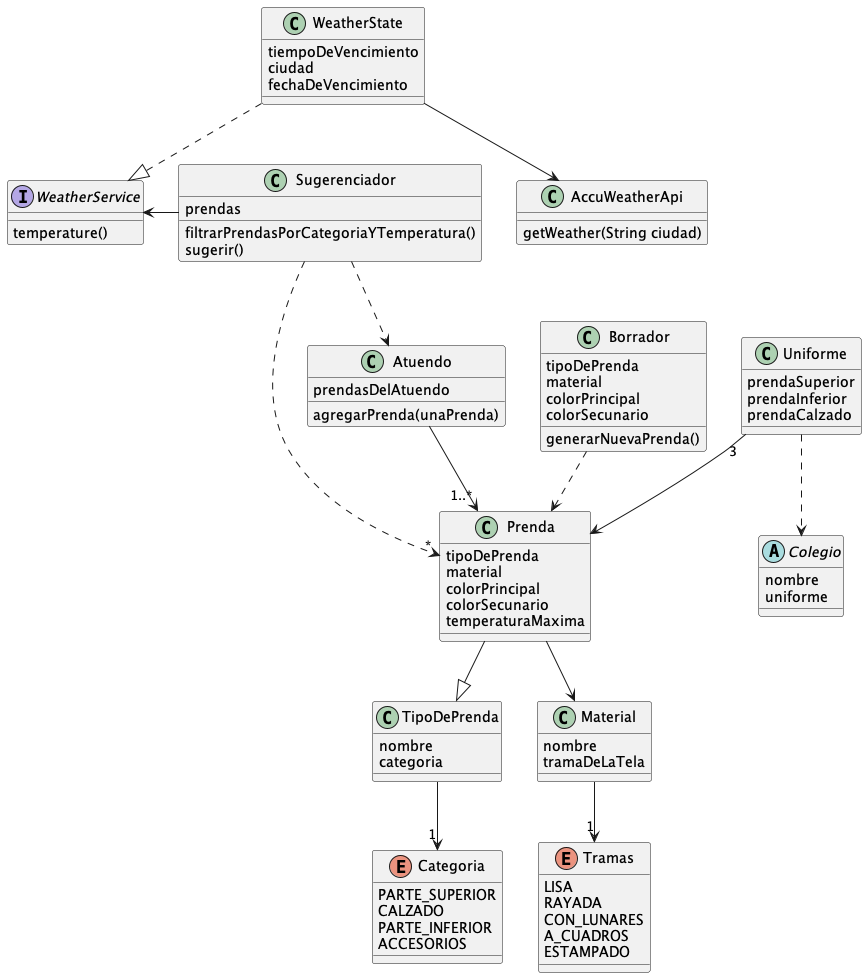 C WeatherState
tiempoDeVencimiento
ciudad
fechaDeVencimiento
I WeatherService
temperature()
C Sugerenciador
prendas
filtrarPrendasPorCategoriaYTemperatura()
sugerir()
C AccuWeatherApi
getWeather(String ciudad)
C Atuendo
prendasDelAtuendo
agregarPrenda(unaPrenda)
C Borrador
tipoDePrenda
material
colorPrincipal
colorSecunario
generarNuevaPrenda()
C Uniforme
prendaSuperior
prendaInferior
prendaCalzado
3
1..*
*
C Prenda
tipoDePrenda
material
colorPrincipal
colorSecunario
temperaturaMaxima
A Colegio
nombre
uniforme
C TipoDePrenda
nombre
categoria
C Material
nombre
tramaDeLaTela
1
1
E Categoria
PARTE_SUPERIOR
CALZADO
PARTE_INFERIOR
ACCESORIOS
E Tramas
LISA
RAYADA
CON_LUNARES
A_CUADROS
ESTAMPADO